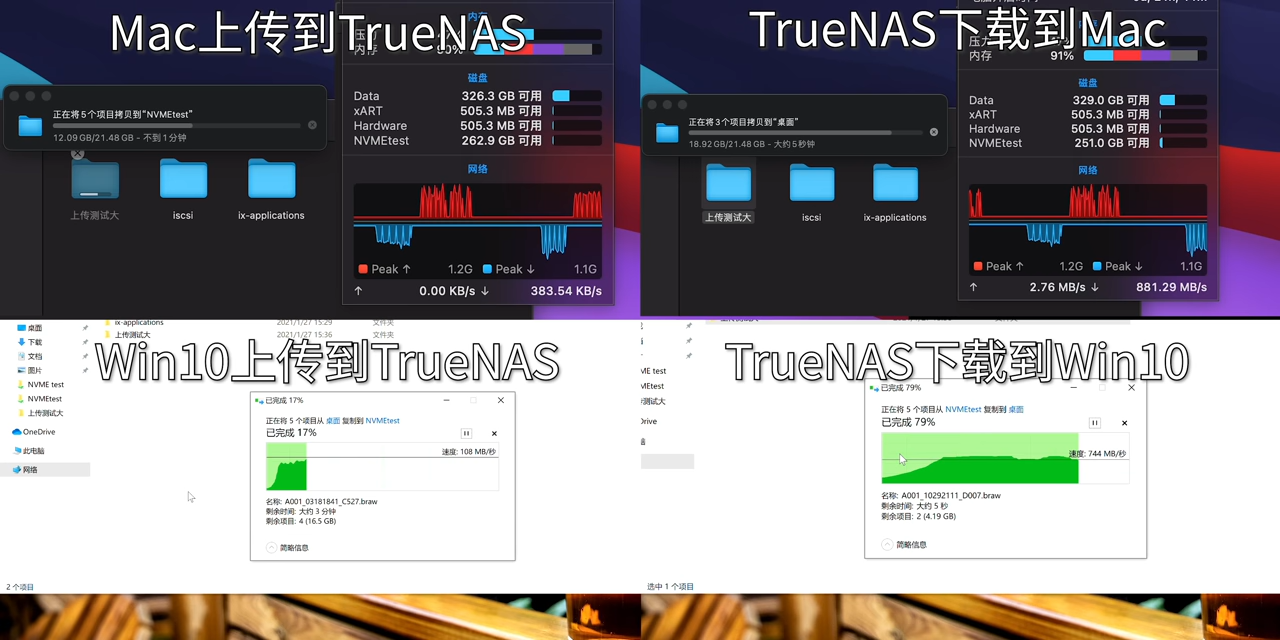 Mac上传到TrueNAS
内存
压力
内存 90%
磁盘
正在将5个项目拷贝到“NVMEtest”
12.09 GB/21.48 GB - 不到1分钟
Data 326.3 GB 可用
xART 505.3 MB 可用
Hardware 505.3 MB 可用
NVMEtest 262.9 GB 可用
网络
上传测试大
iscsi
ix-applications
Peak ↑ 1.2G Peak ↓ 1.1G
↑ 0.00 KB/s ↓ 383.54 KB/s
TrueNAS下载到Mac
内存 91%
磁盘
正在将3个项目拷贝到“桌面”
18.92 GB/21.48 GB - 大约5秒钟
Data 329.0 GB 可用
xART 505.3 MB 可用
Hardware 505.3 MB 可用
NVMEtest 251.0 GB 可用
网络
上传测试大
iscsi
ix-applications
Peak ↑ 1.2G Peak ↓ 1.1G
↑ 2.76 MB/s ↓ 881.29 MB/s
Win10上传到TrueNAS
ix-applications 2021/1/27 15:29 文件夹
上传测试大 2021/1/27 15:36 文件夹
桌面
下载
文档
图片
NVME test
NVMEtest
上传测试大
OneDrive
此电脑
网络
已完成 17%
正在将 5 个项目从 桌面 复制到 NVMEtest
已完成 17%
速度: 108 MB/秒
名称: A001_03181841_C527.braw
剩余时间: 大约 3 分钟
剩余项目: 4 (16.5 GB)
简略信息
2 个项目
TrueNAS下载到Win10
ME test
MEtest
测试大
Drive
已完成 79%
正在将 5 个项目从 NVMEtest 复制到 桌面
已完成 79%
速度: 744 MB/秒
名称: A001_10292111_D007.braw
剩余时间: 大约 5 秒
剩余项目: 2 (4.19 GB)
简略信息
选中 1 个项目